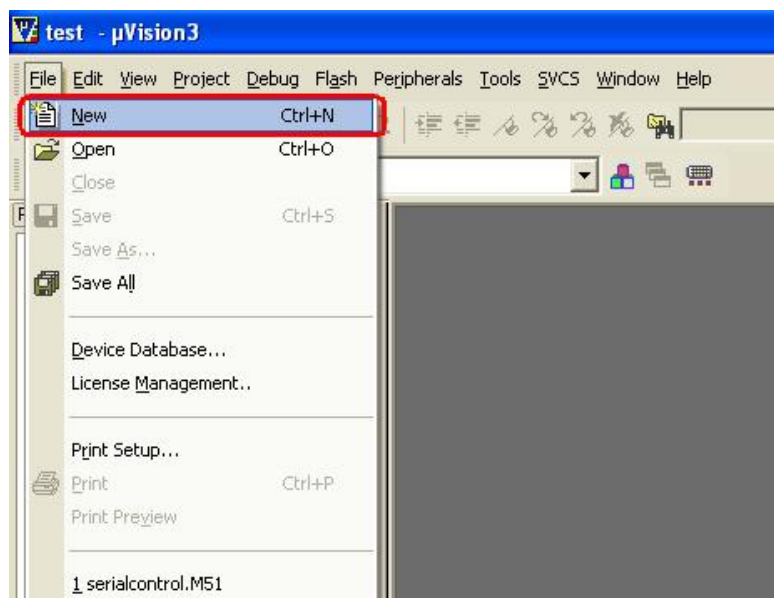 test - µVision3
File Edit View Project Debug Flash Peripherals Tools SVCS Window Help
New Ctrl+N
Open Ctrl+O
Close
Save Ctrl+S
Save As...
Save All
Device Database...
License Management..
Print Setup...
Print Ctrl+P
Print Preview
1 serialcontrol.M51